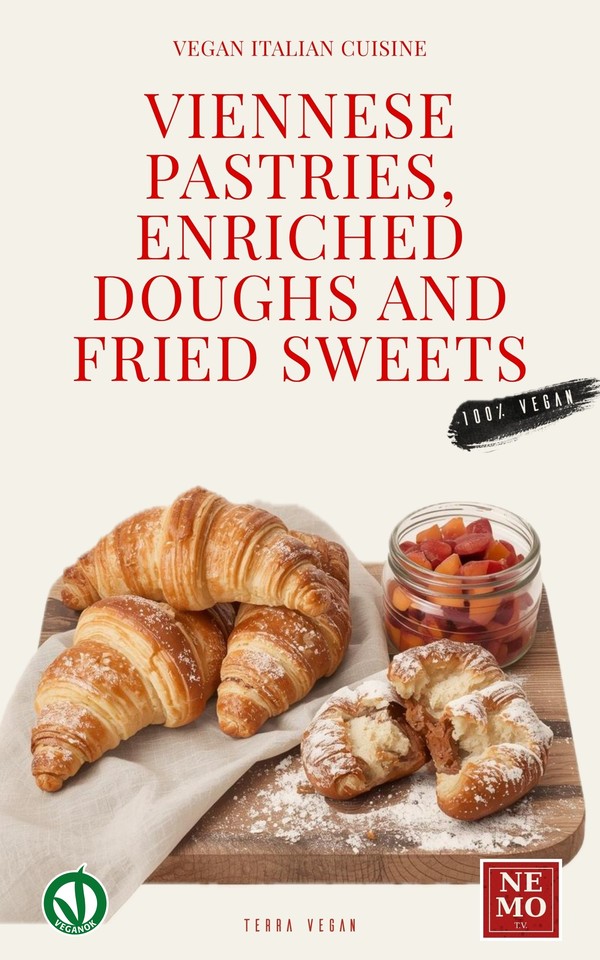 VEGAN ITALIAN CUISINE
VIENNESE
PASTRIES,
ENRICHED
DOUGHS AND
FRIED SWEETS
100% VEGAN
VEGANOK
TERRA VEGAN
NE
MO
T.V.